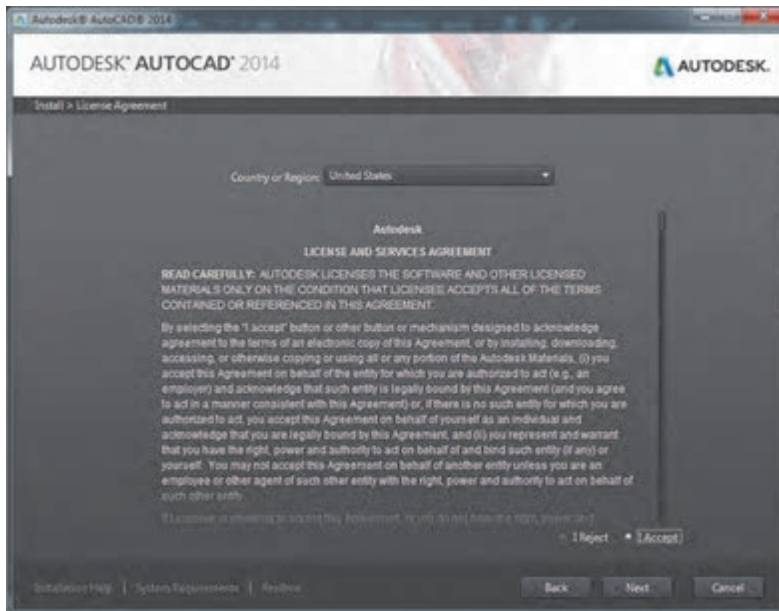 Autodesk® AutoCAD® 2014
AUTODESK® AUTOCAD® 2014
AUTODESK.
Install > License Agreement
Country or Region: United States
Autodesk
LICENSE AND SERVICES AGREEMENT
READ CAREFULLY: AUTODESK LICENSES THE SOFTWARE AND OTHER LICENSED
MATERIALS ONLY ON THE CONDITION THAT LICENSEE ACCEPTS ALL OF THE TERMS
CONTAINED OR REFERENCED IN THIS AGREEMENT.
By selecting the "I accept" button or other button or mechanism designed to acknowledge
agreement to the terms of an electronic copy of this Agreement, or by installing, downloading,
accessing, or otherwise copying or using all or any portion of the Autodesk Materials, (i) you
accept this Agreement on behalf of the entity for which you are authorized to act (e.g., an
employer) and acknowledge that such entity is legally bound by this Agreement (and you agree
to act in a manner consistent with this Agreement) or, if there is no such entity for which you are
authorized to act, you accept this Agreement on behalf of yourself as an individual and
acknowledge that you are legally bound by this Agreement, and (ii) you represent and warrant
that you have the right, power and authority to act on behalf of and bind such entity (if any) or
yourself. You may not accept this Agreement on behalf of another entity unless you are an
employee or other agent of such other entity with the right, power and authority to act on behalf of
such other entity.
I Reject I Accept
Installation Help | System Requirements | Readme
Back Next Cancel